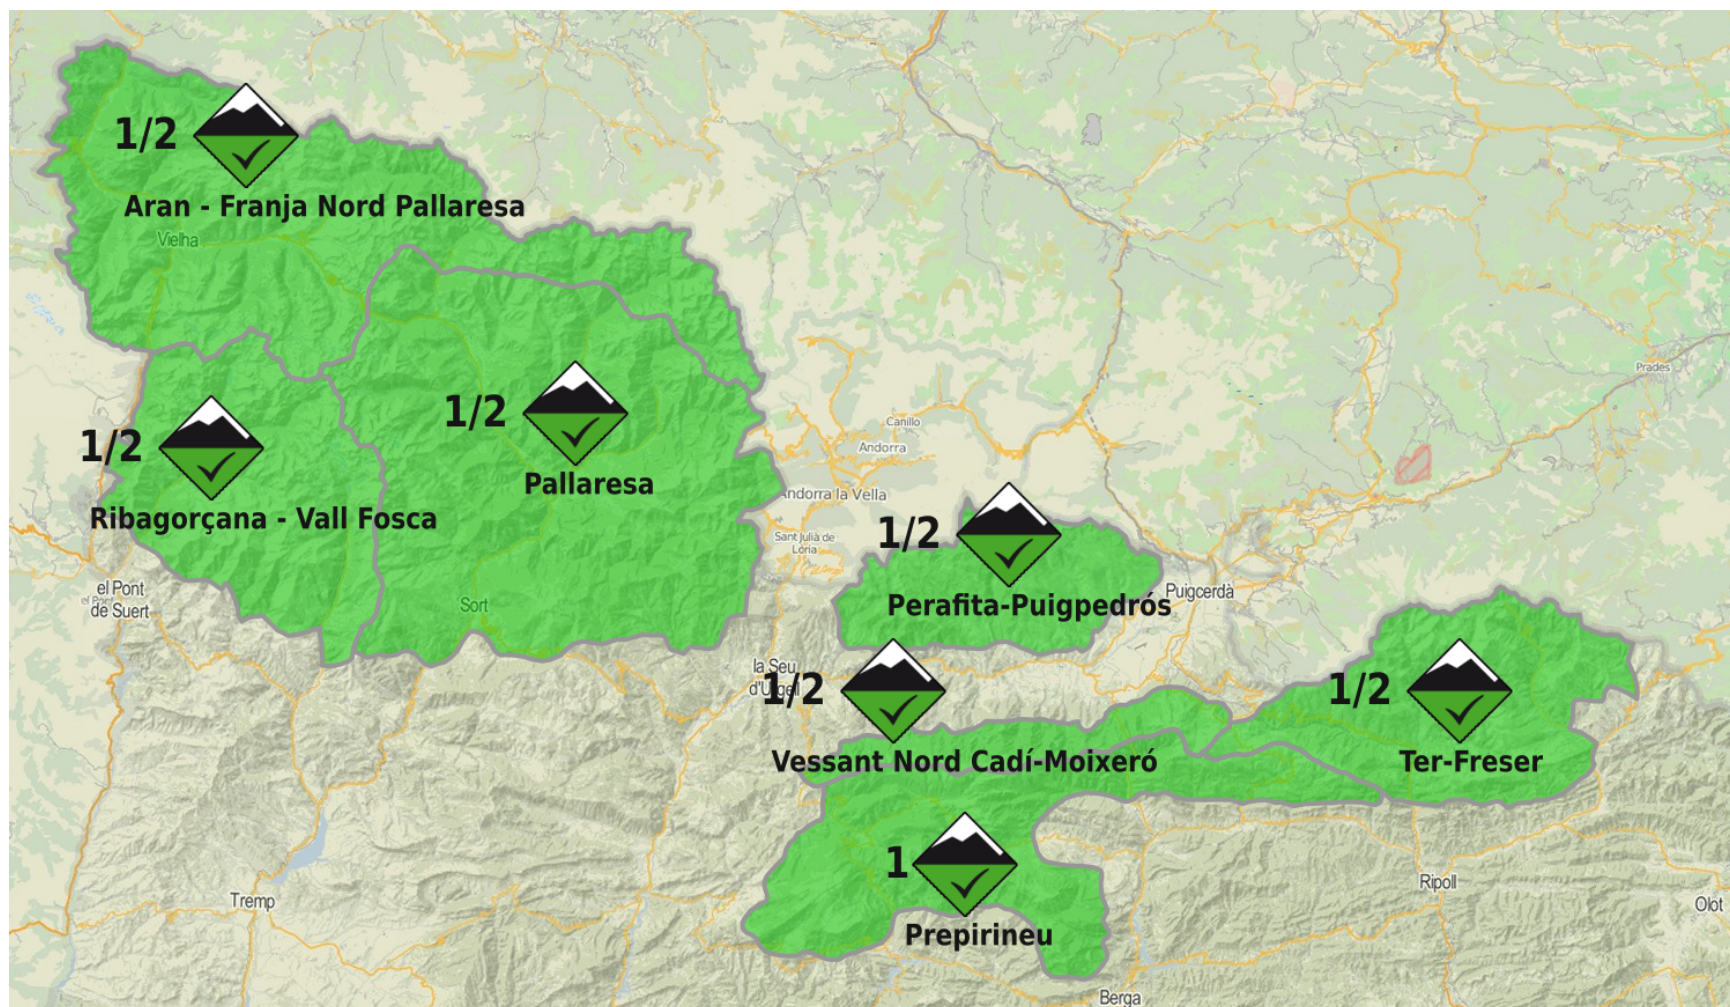 1/2
Aran - Franja Nord Pallaresa
Vielha
Prades
1/2
Pallaresa
Canillo
Andorra
1/2
Ribagorçana - Vall Fosca
Andorra la Vella
Sant Julià de
Lòria
1/2
Perafita-Puigpedrós
Puigcerdà
el Pont
de Suert
Sort
la Seu
d'Urgell
1/2
Vessant Nord Cadí-Moixeró
1/2
Ter-Freser
1
Prepirineu
Tremp
Ripoll
Olot
Berga